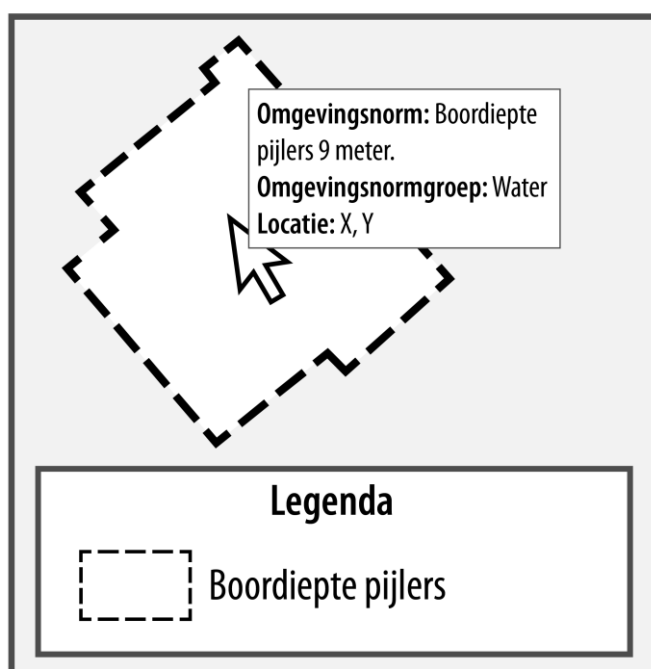 Omgevingsnorm: Boordiepte
pijlers 9 meter.
Omgevingsnormgroep: Water
Locatie: X, Y
Legenda
Boordiepte pijlers